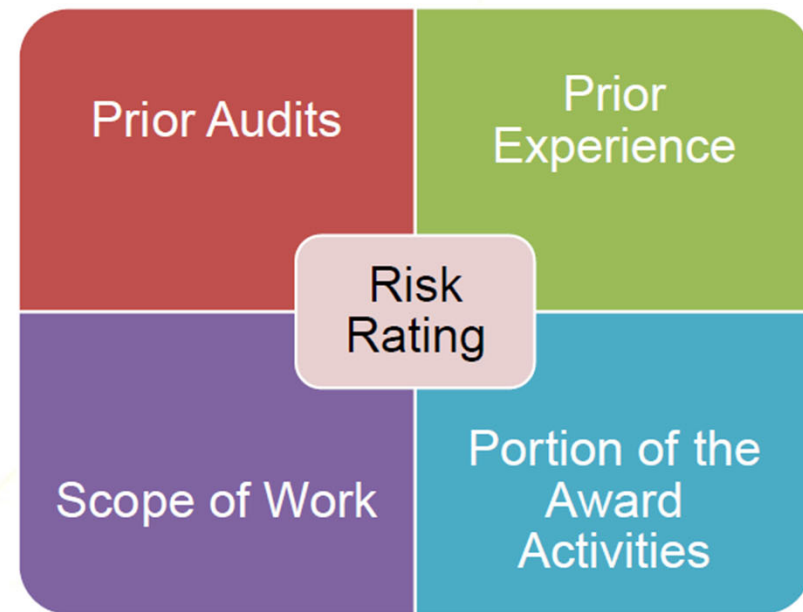 Prior Audits
Prior
Experience
Risk
Rating
Scope of Work
Portion of the
Award
Activities